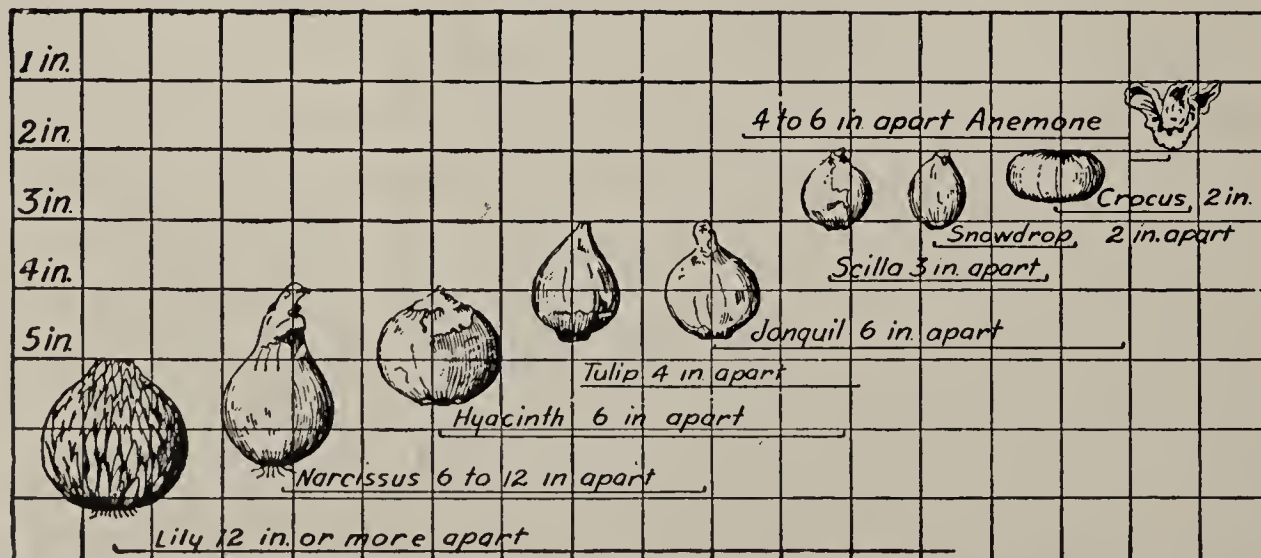 1 in.
2 in.
4 to 6 in. apart Anemone
3 in.
Crocus, 2 in.
Snowdrop, 2 in. apart
4 in.
Scilla 3 in. apart
5 in.
Jonquil 6 in. apart
Tulip 4 in apart
Hyacinth 6 in apart
Narcissus 6 to 12 in apart
Lily 12 in. or more apart